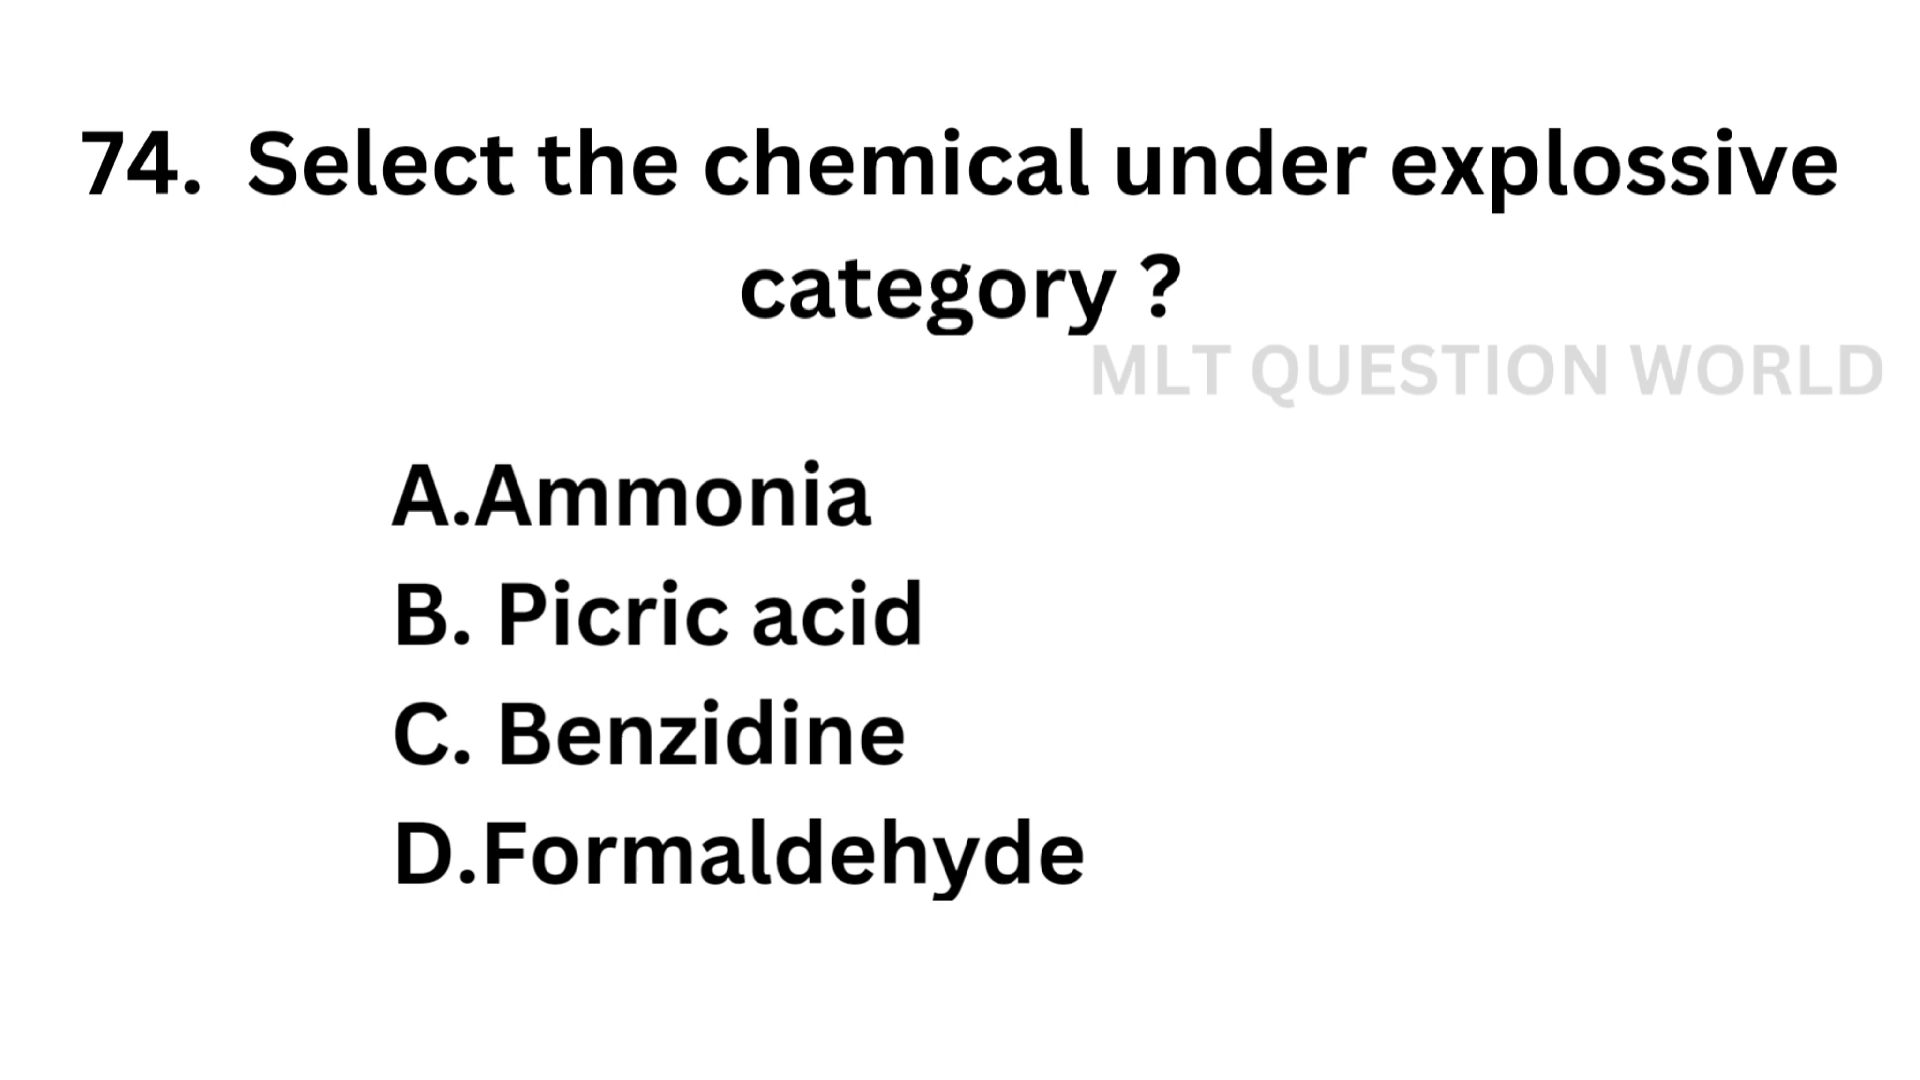 74. Select the chemical under explossive
category ?
MLT QUESTION WORLD
A.Ammonia
B. Picric acid
C. Benzidine
D.Formaldehyde